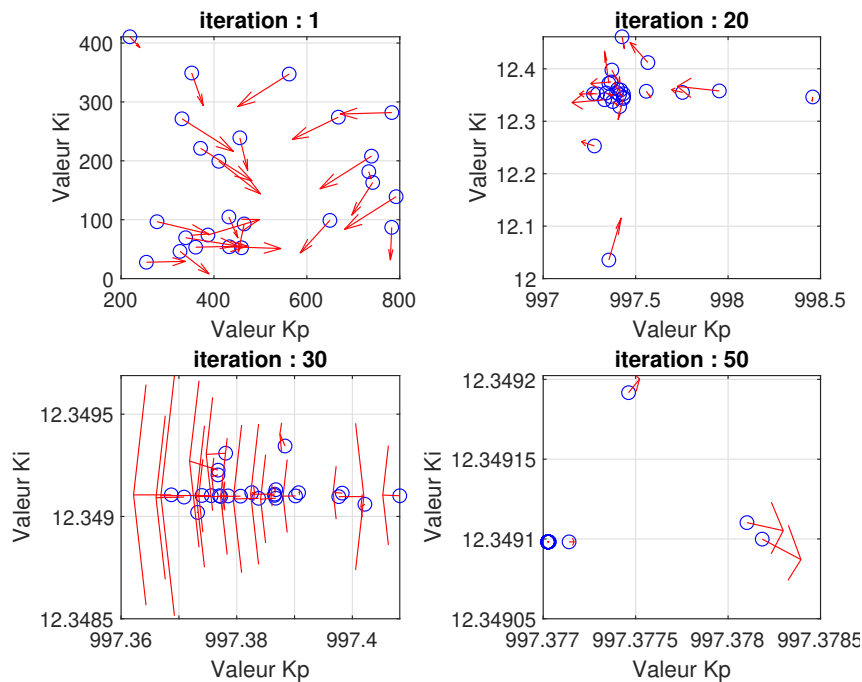 iteration : 1
400
300
200
100
0
Valeur Ki
200
400
600
800
Valeur Kp
iteration : 20
12.4
12.3
12.2
12.1
12
Valeur Ki
997
997.5
998
998.5
Valeur Kp
iteration : 30
12.3495
12.349
12.3485
Valeur Ki
997.36
997.38
997.4
Valeur Kp
iteration : 50
12.3492
12.34915
12.3491
12.34905
Valeur Ki
997.377
997.3775
997.378
997.3785
Valeur Kp